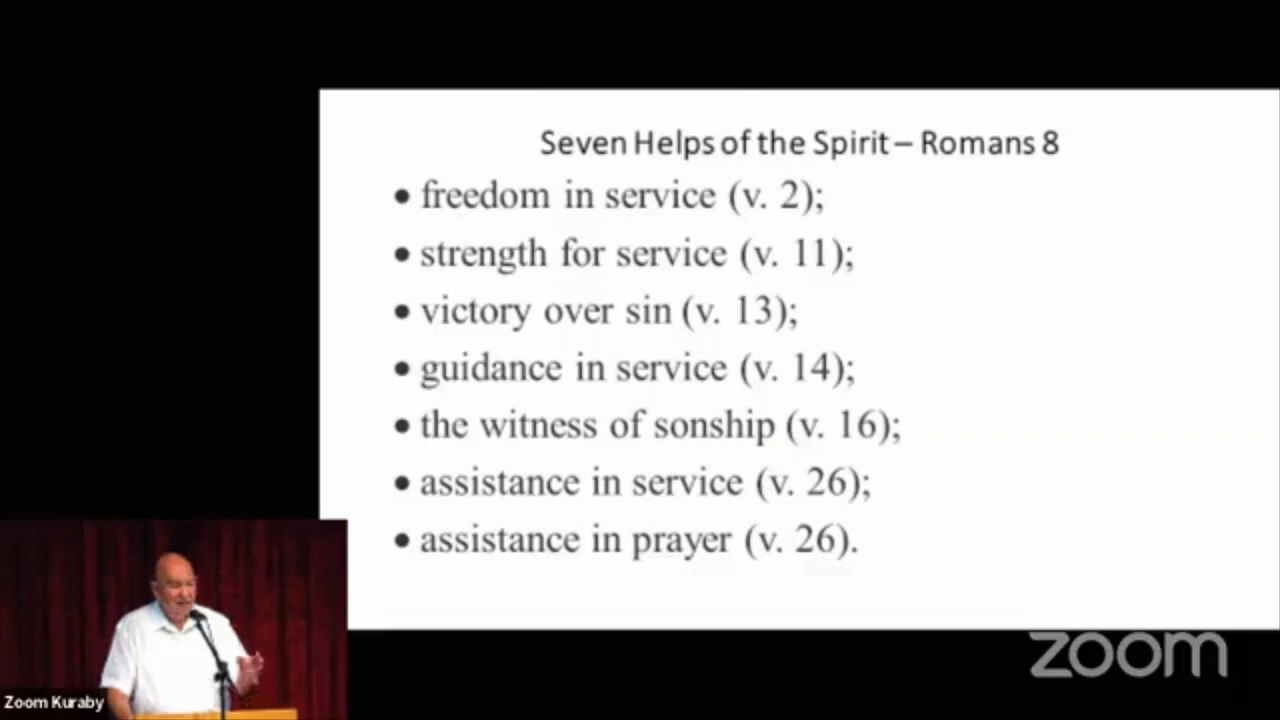 Seven Helps of the Spirit – Romans 8
• freedom in service (v. 2);
• strength for service (v. 11);
• victory over sin (v. 13);
• guidance in service (v. 14);
• the witness of sonship (v. 16);
• assistance in service (v. 26);
• assistance in prayer (v. 26).
zoom
Zoom Kuraby